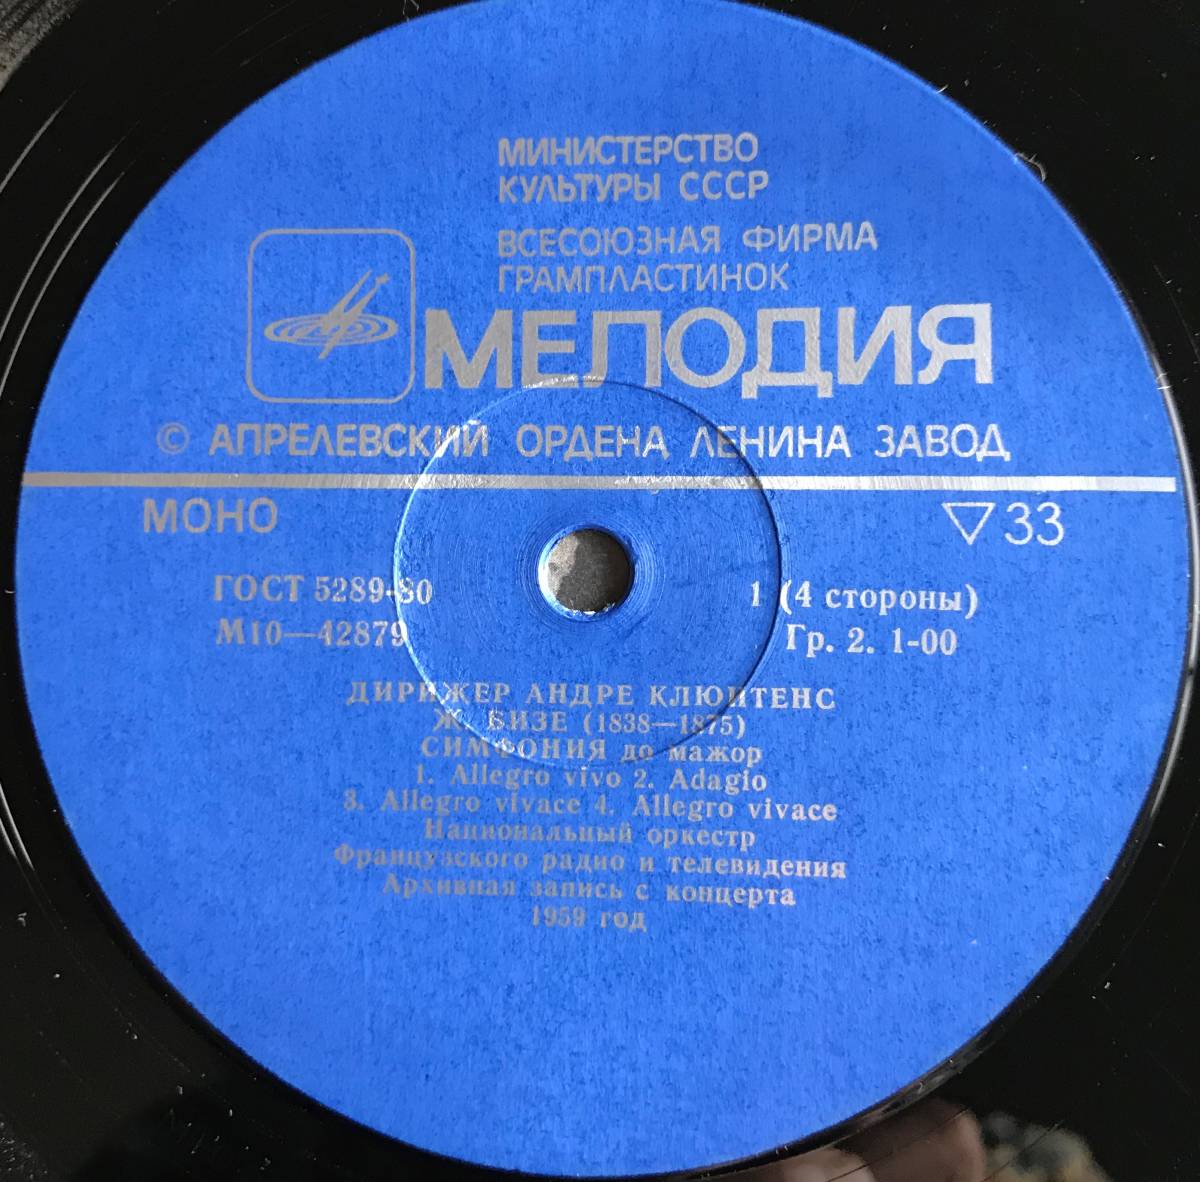 МИНИСТЕРСТВО
КУЛЬТУРЫ СССР
ВСЕСОЮЗНАЯ ФИРМА
ГРАМПЛАСТИНОК
МЕЛОДИЯ
© АПРЕЛЕВСКИЙ ОРДЕНА ЛЕНИНА ЗАВОД
МОНО ▽33
ГОСТ 5289-80 1 (4 стороны)
М10—42879 Гр. 2. 1-00
ДИРИЖЕР АНДРЕ КЛЮИТЕНС
Ж. БИЗЕ (1838—1875)
СИМФОНИЯ до мажор
1. Allegro vivo 2. Adagio
3. Allegro vivace 4. Allegro vivace
Национальный оркестр
Французского радио и телевидения
Архивная запись с концерта
1959 год